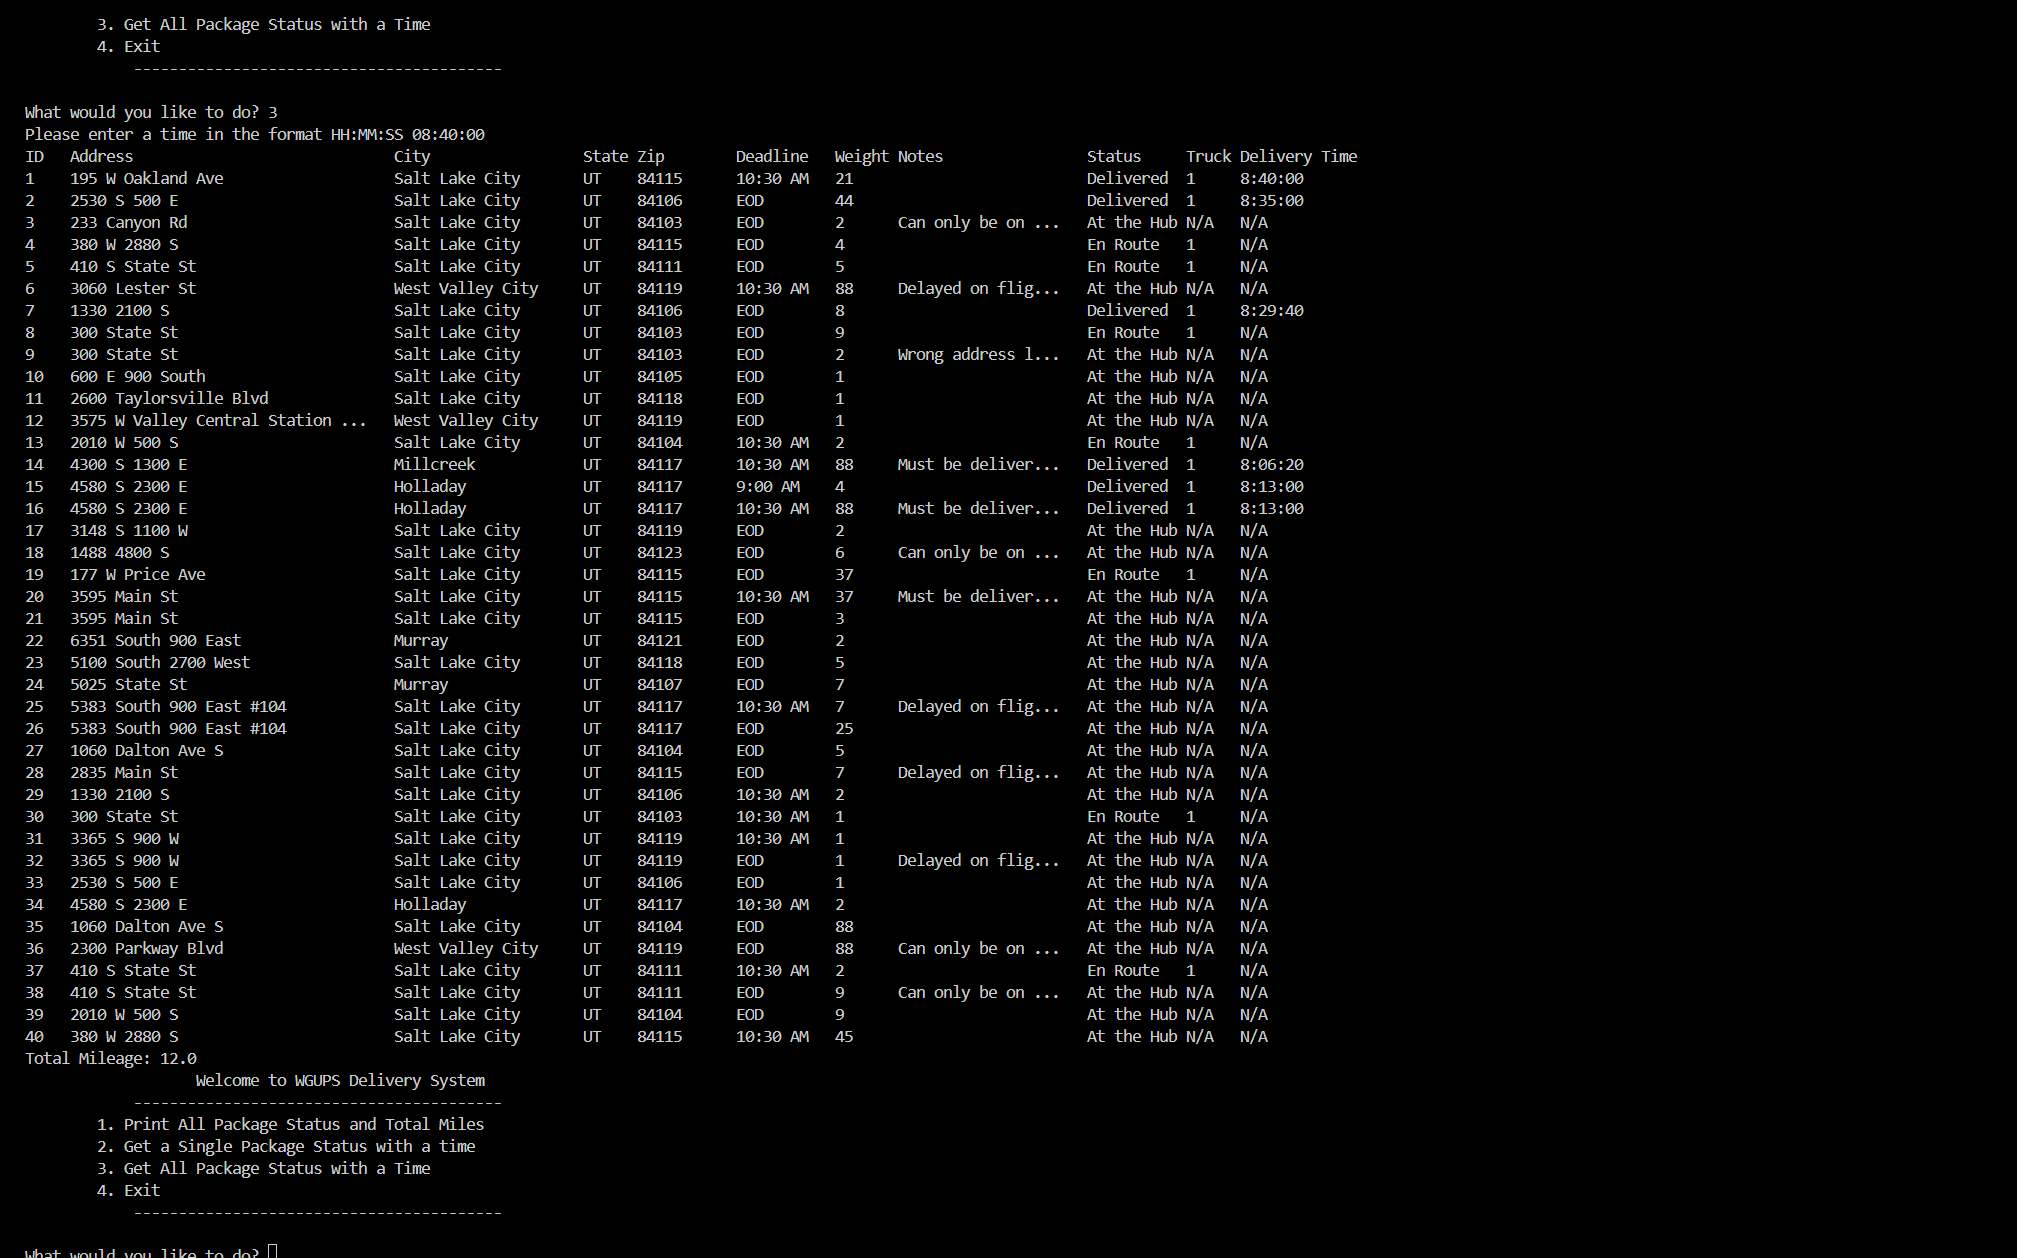 3. Get All Package Status with a Time
4. Exit
-----------------------------------------
What would you like to do? 3
Please enter a time in the format HH:MM:SS 08:40:00
ID Address City State Zip Deadline Weight Notes Status Truck Delivery Time
1 195 W Oakland Ave Salt Lake City UT 84115 10:30 AM 21 Delivered 1 8:40:00
2 2530 S 500 E Salt Lake City UT 84106 EOD 44 Delivered 1 8:35:00
3 233 Canyon Rd Salt Lake City UT 84103 EOD 2 Can only be on ... At the Hub N/A N/A
4 380 W 2880 S Salt Lake City UT 84115 EOD 4 En Route 1 N/A
5 410 S State St Salt Lake City UT 84111 EOD 5 En Route 1 N/A
6 3060 Lester St West Valley City UT 84119 10:30 AM 88 Delayed on flig... At the Hub N/A N/A
7 1330 2100 S Salt Lake City UT 84106 EOD 8 Delivered 1 8:29:40
8 300 State St Salt Lake City UT 84103 EOD 9 En Route 1 N/A
9 300 State St Salt Lake City UT 84103 EOD 2 Wrong address l... At the Hub N/A N/A
10 600 E 900 South Salt Lake City UT 84105 EOD 1 At the Hub N/A N/A
11 2600 Taylorsville Blvd Salt Lake City UT 84118 EOD 1 At the Hub N/A N/A
12 3575 W Valley Central Station ... West Valley City UT 84119 EOD 1 At the Hub N/A N/A
13 2010 W 500 S Salt Lake City UT 84104 10:30 AM 2 En Route 1 N/A
14 4300 S 1300 E Millcreek UT 84117 10:30 AM 88 Must be deliver... Delivered 1 8:06:20
15 4580 S 2300 E Holladay UT 84117 9:00 AM 4 Delivered 1 8:13:00
16 4580 S 2300 E Holladay UT 84117 10:30 AM 88 Must be deliver... Delivered 1 8:13:00
17 3148 S 1100 W Salt Lake City UT 84119 EOD 2 At the Hub N/A N/A
18 1488 4800 S Salt Lake City UT 84123 EOD 6 Can only be on ... At the Hub N/A N/A
19 177 W Price Ave Salt Lake City UT 84115 EOD 37 En Route 1 N/A
20 3595 Main St Salt Lake City UT 84115 10:30 AM 37 Must be deliver... At the Hub N/A N/A
21 3595 Main St Salt Lake City UT 84115 EOD 3 At the Hub N/A N/A
22 6351 South 900 East Murray UT 84121 EOD 2 At the Hub N/A N/A
23 5100 South 2700 West Salt Lake City UT 84118 EOD 5 At the Hub N/A N/A
24 5025 State St Murray UT 84107 EOD 7 At the Hub N/A N/A
25 5383 South 900 East #104 Salt Lake City UT 84117 10:30 AM 7 Delayed on flig... At the Hub N/A N/A
26 5383 South 900 East #104 Salt Lake City UT 84117 EOD 25 At the Hub N/A N/A
27 1060 Dalton Ave S Salt Lake City UT 84104 EOD 5 At the Hub N/A N/A
28 2835 Main St Salt Lake City UT 84115 EOD 7 Delayed on flig... At the Hub N/A N/A
29 1330 2100 S Salt Lake City UT 84106 10:30 AM 2 At the Hub N/A N/A
30 300 State St Salt Lake City UT 84103 10:30 AM 1 En Route 1 N/A
31 3365 S 900 W Salt Lake City UT 84119 10:30 AM 1 At the Hub N/A N/A
32 3365 S 900 W Salt Lake City UT 84119 EOD 1 Delayed on flig... At the Hub N/A N/A
33 2530 S 500 E Salt Lake City UT 84106 EOD 1 At the Hub N/A N/A
34 4580 S 2300 E Holladay UT 84117 10:30 AM 2 At the Hub N/A N/A
35 1060 Dalton Ave S Salt Lake City UT 84104 EOD 88 At the Hub N/A N/A
36 2300 Parkway Blvd West Valley City UT 84119 EOD 88 Can only be on ... At the Hub N/A N/A
37 410 S State St Salt Lake City UT 84111 10:30 AM 2 En Route 1 N/A
38 410 S State St Salt Lake City UT 84111 EOD 9 Can only be on ... At the Hub N/A N/A
39 2010 W 500 S Salt Lake City UT 84104 EOD 9 At the Hub N/A N/A
40 380 W 2880 S Salt Lake City UT 84115 10:30 AM 45 At the Hub N/A N/A
Total Mileage: 12.0
Welcome to WGUPS Delivery System
-----------------------------------------
1. Print All Package Status and Total Miles
2. Get a Single Package Status with a time
3. Get All Package Status with a Time
4. Exit
-----------------------------------------
What would you like to do?